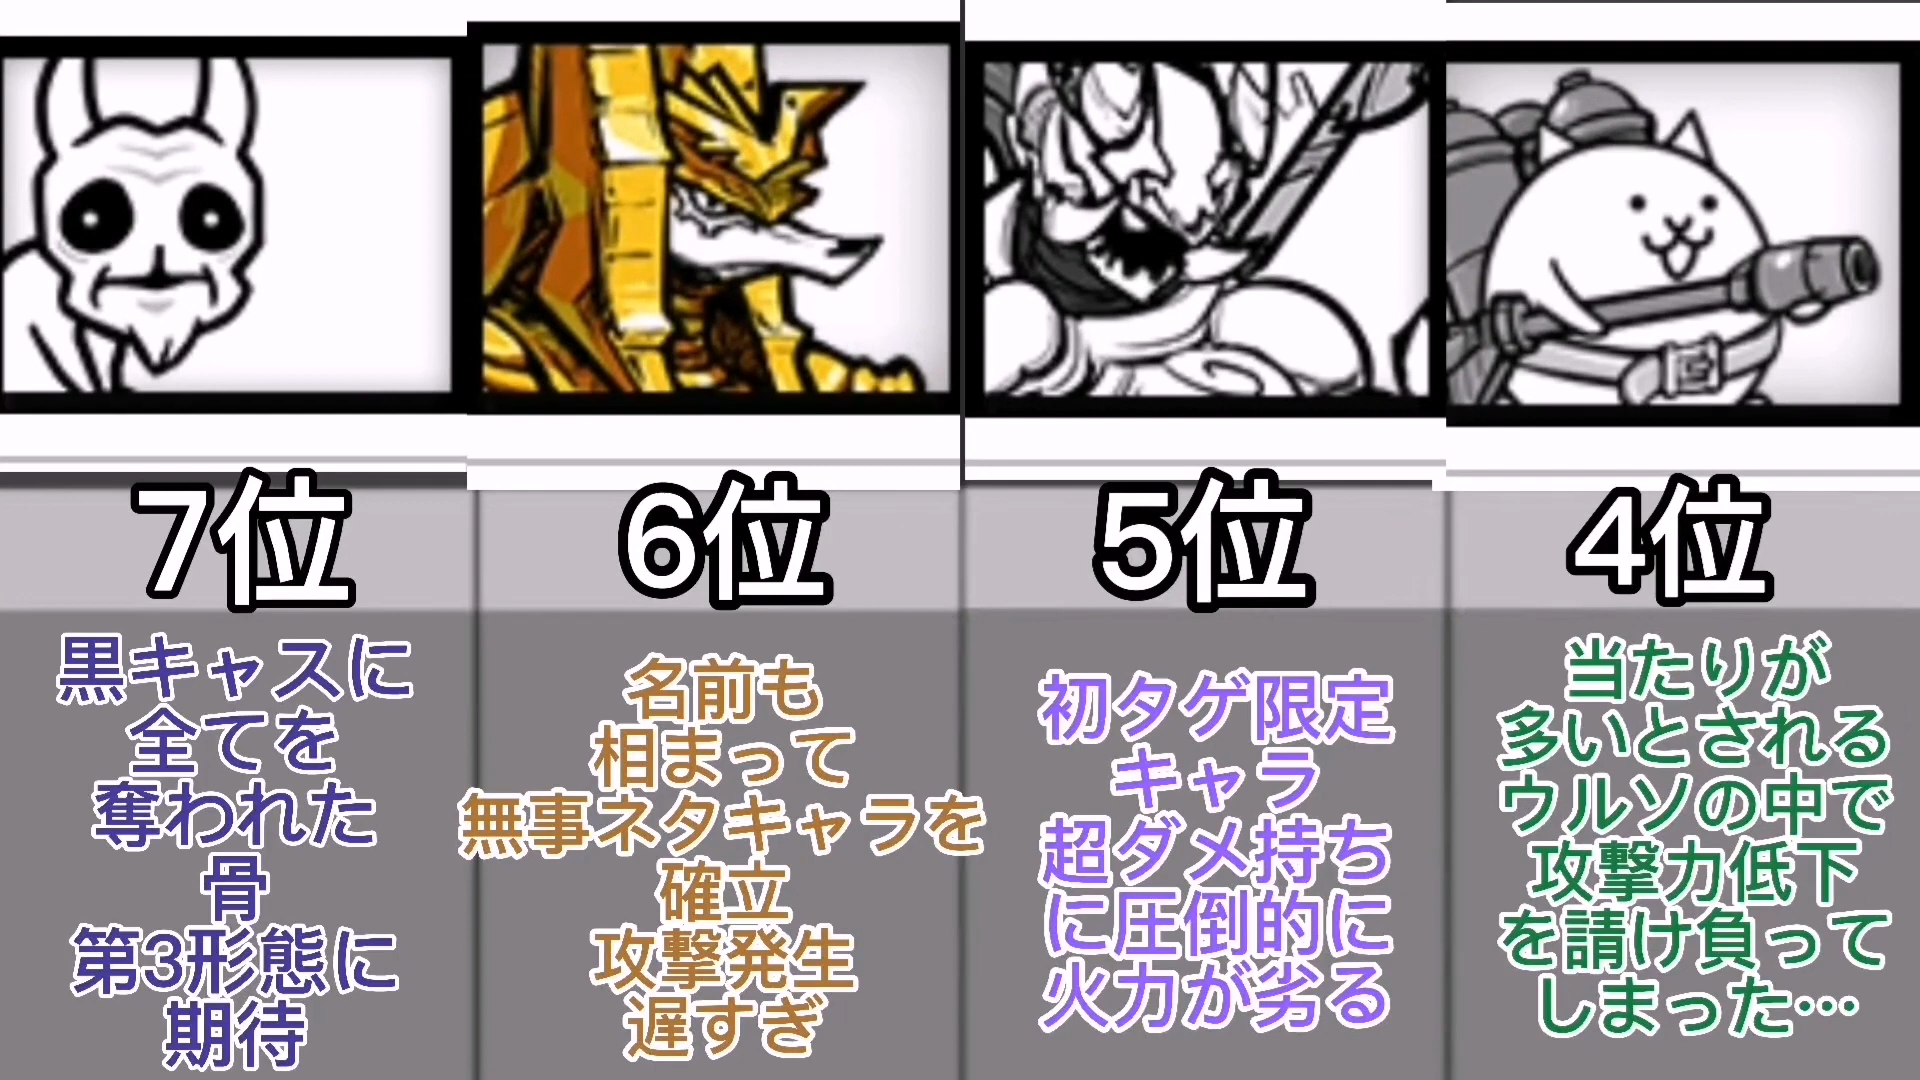 7位
黒キャスに
全てを
奪われた
骨
第3形態に
期待
6位
名前も
相まって
無事ネタキャラを
確立
攻撃発生
遅すぎ
5位
初タゲ限定
キャラ
超ダメ持ち
に圧倒的に
火力が劣る
4位
当たりが
多いとされる
ウルソの中で
攻撃力低下
を請け負って
しまった…